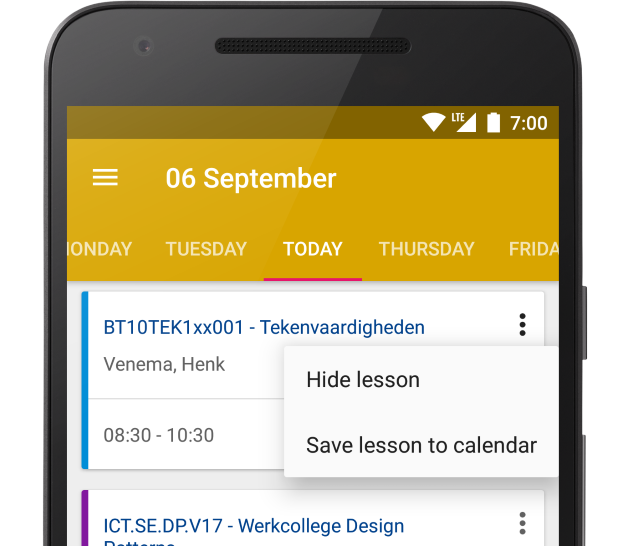 LTE 7:00
06 September
ONDAY TUESDAY TODAY THURSDAY FRIDA
BT10TEK1xx001 - Tekenvaardigheden
Venema, Henk
Hide lesson
08:30 - 10:30
Save lesson to calendar
ICT.SE.DP.V17 - Werkcollege Design
Patterns